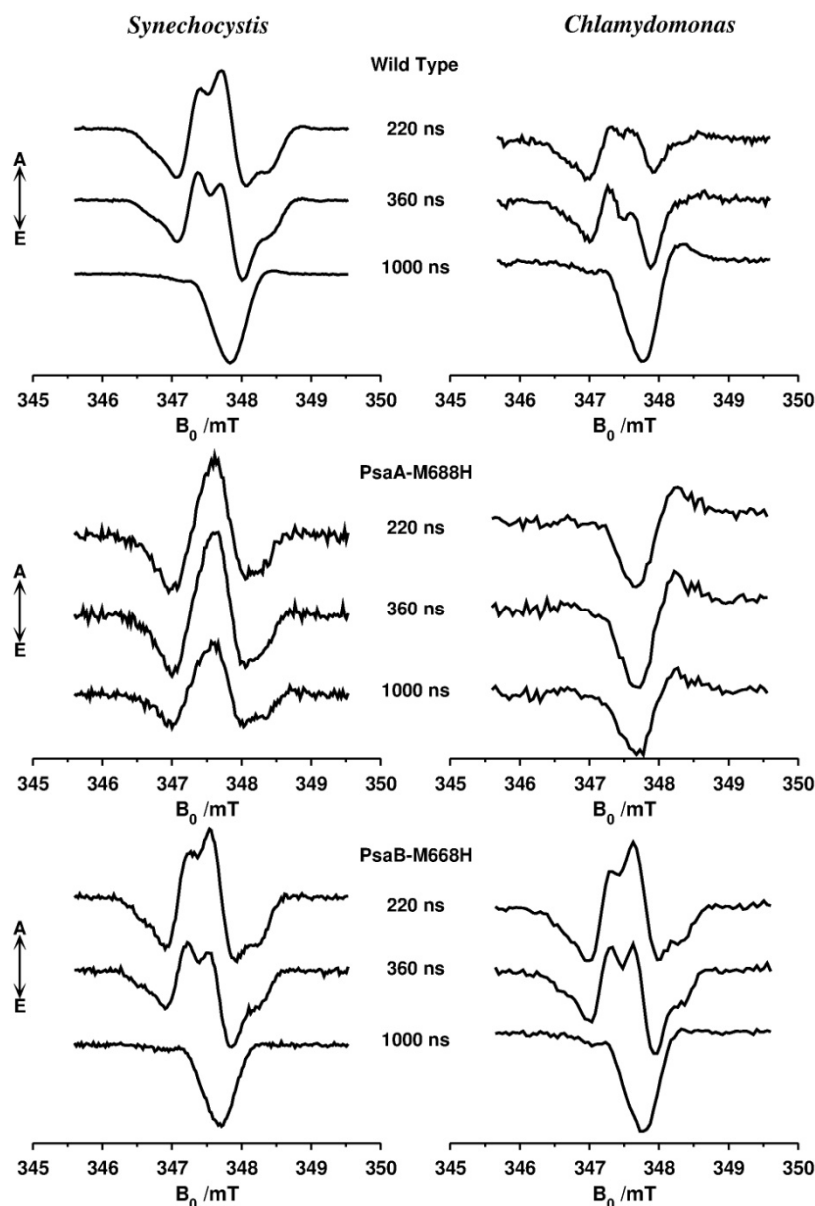 Synechocystis Chlamydomonas
Wild Type
220 ns
A
360 ns
E
1000 ns
345 346 347 348 349 350 345 346 347 348 349 350
B0 /mT B0 /mT
PsaA-M688H
220 ns
A
360 ns
E
1000 ns
345 346 347 348 349 350 345 346 347 348 349 350
B0 /mT B0 /mT
PsaB-M668H
220 ns
A
360 ns
E
1000 ns
345 346 347 348 349 350 345 346 347 348 349 350
B0 /mT B0 /mT